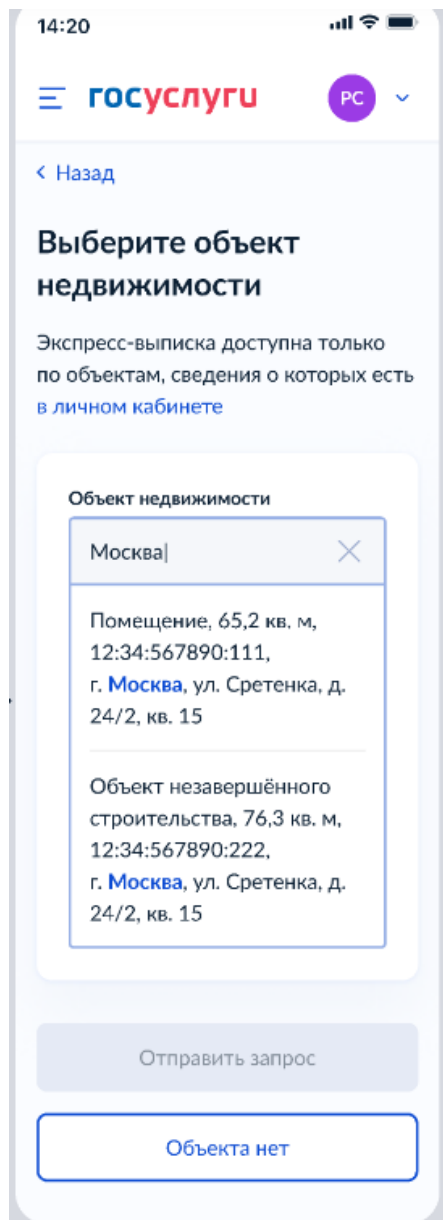 14:20
госуслуги
РС
Назад
Выберите объект
недвижимости
Экспресс-выписка доступна только
по объектам, сведения о которых есть
в личном кабинете
Объект недвижимости
Москва
Помещение, 65,2 кв. м,
12:34:567890:111,
г. Москва, ул. Сретенка, д.
24/2, кв. 15
Объект незавершённого
строительства, 76,3 кв. м,
12:34:567890:222,
г. Москва, ул. Сретенка, д.
24/2, кв. 15
Отправить запрос
Объекта нет